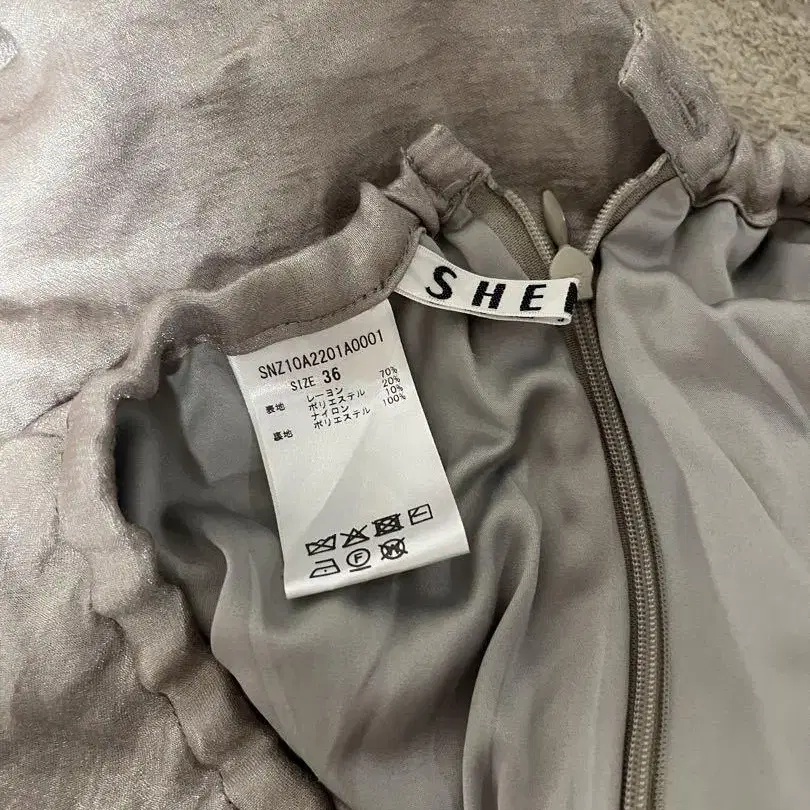 SHE
SNZ10A2201A0001
SIZE 36
表地 レーヨン 70%
ポリエステル 20%
ナイロン 10%
裏地 ポリエステル 100%
F
W